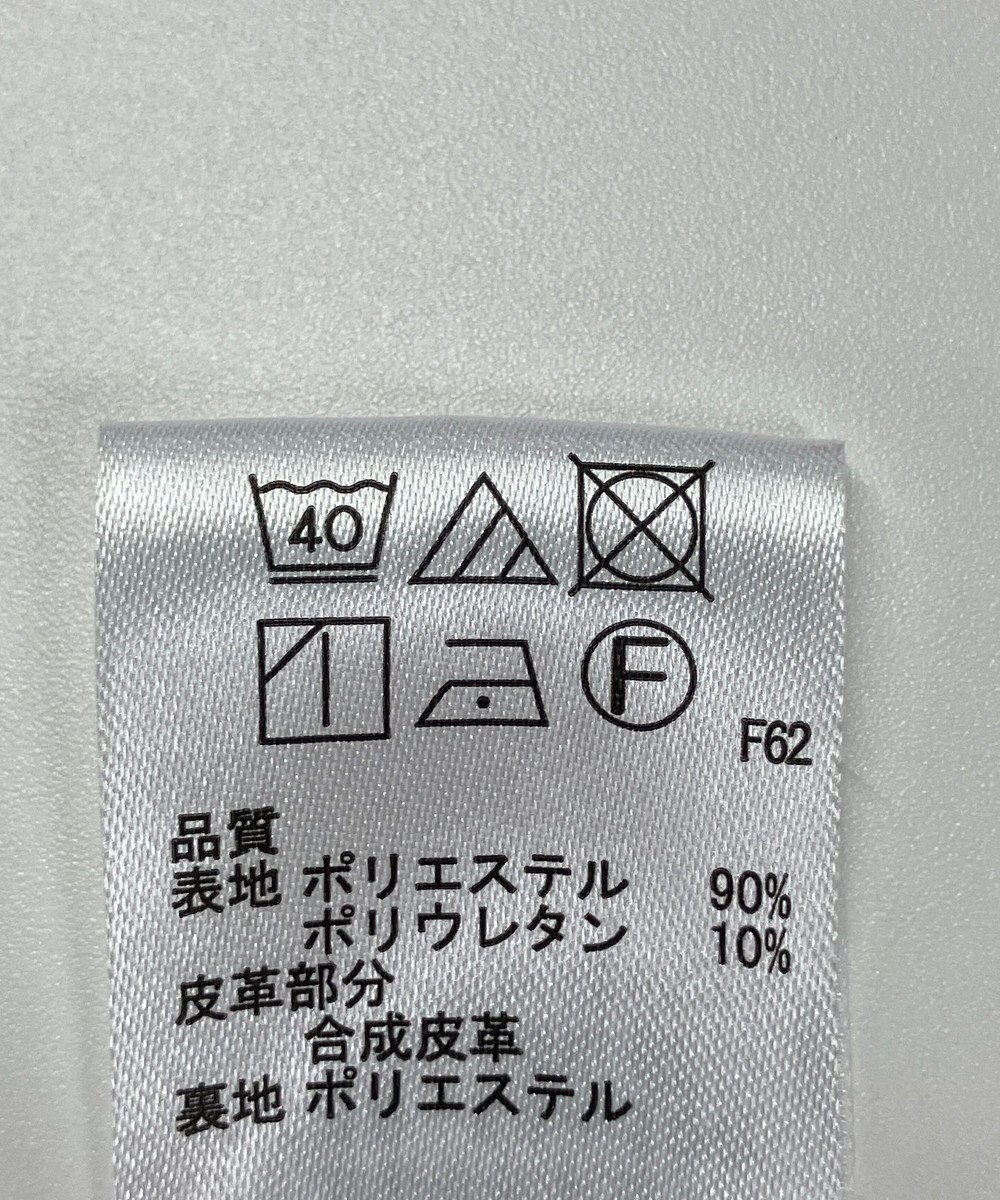 40
F
F62
品質
表地 ポリエステル 90%
ポリウレタン 10%
皮革部分
合成皮革
裏地 ポリエステル